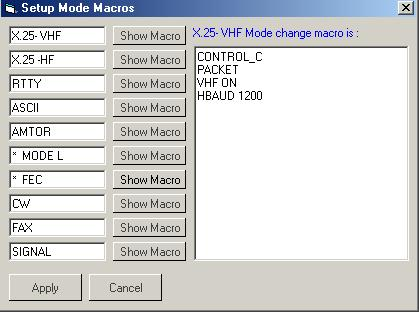 Setup Mode Macros
X.25- VHF Show Macro
X.25 -HF Show Macro
RTTY Show Macro
ASCII Show Macro
AMTOR Show Macro
* MODE L Show Macro
* FEC Show Macro
CW Show Macro
FAX Show Macro
SIGNAL Show Macro
X.25- VHF Mode change macro is :
CONTROL_C
PACKET
VHF ON
HBAUD 1200
Apply Cancel